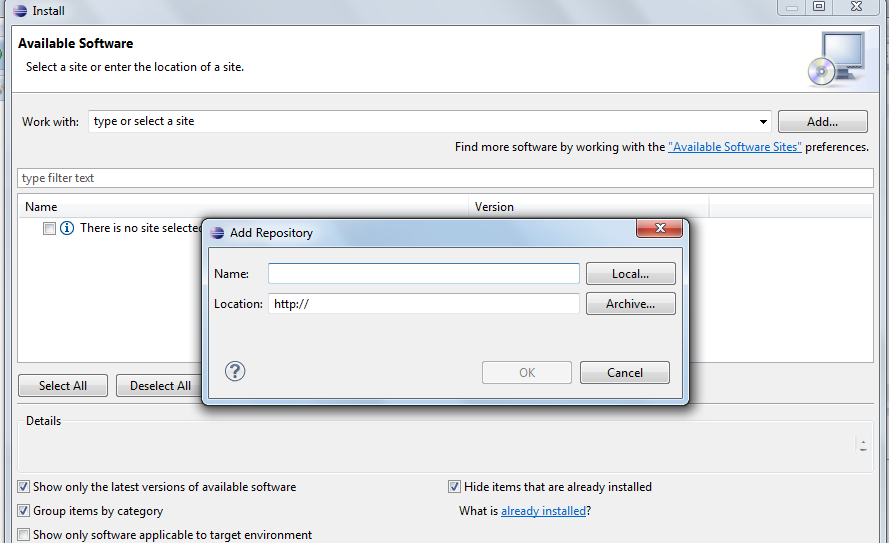 Install
Available Software
Select a site or enter the location of a site.
Work with: type or select a site Add...
Find more software by working with the "Available Software Sites" preferences.
type filter text
Name Version
There is no site selected
Add Repository
Name: Local...
Location: http:// Archive...
? OK Cancel
Select All Deselect All
Details
Show only the latest versions of available software Hide items that are already installed
Group items by category What is already installed?
Show only software applicable to target environment